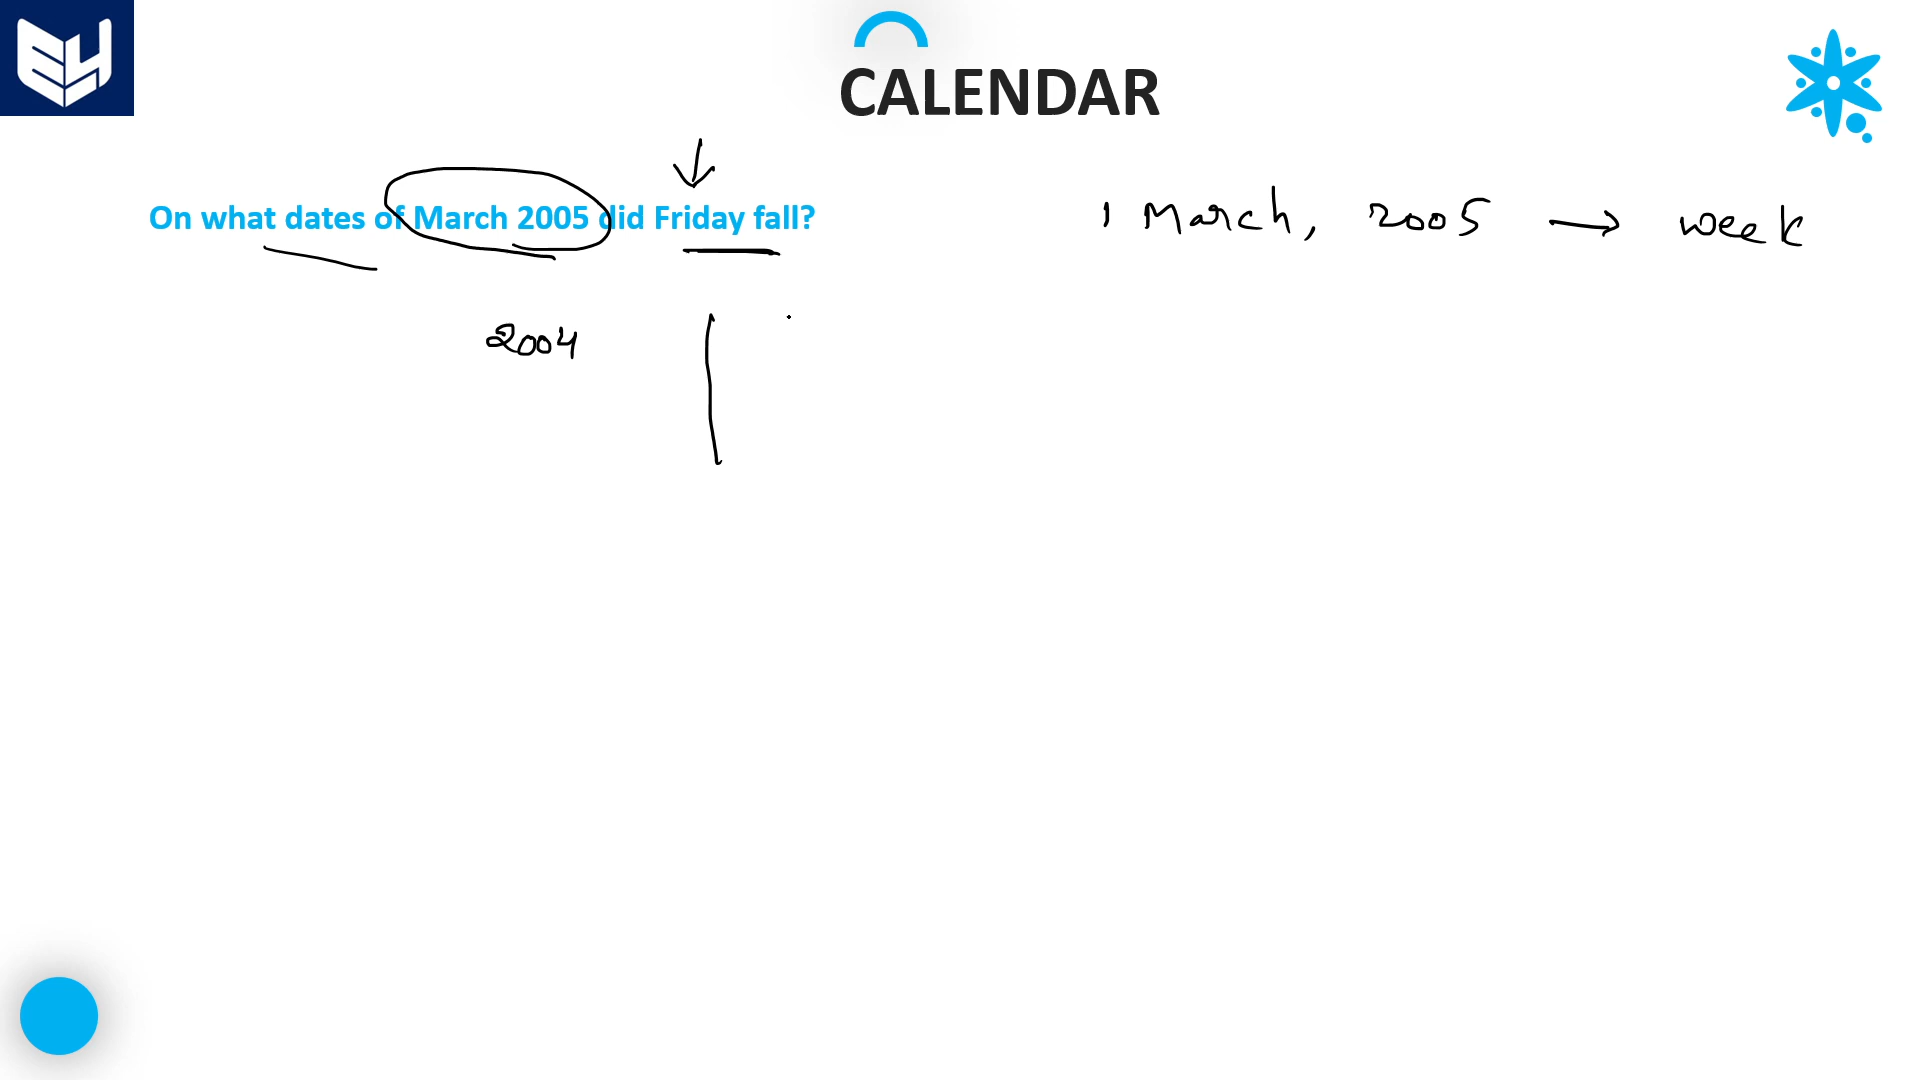 CALENDAR
On what dates of March 2005 did Friday fall?
1 March, 2005 → week
2004